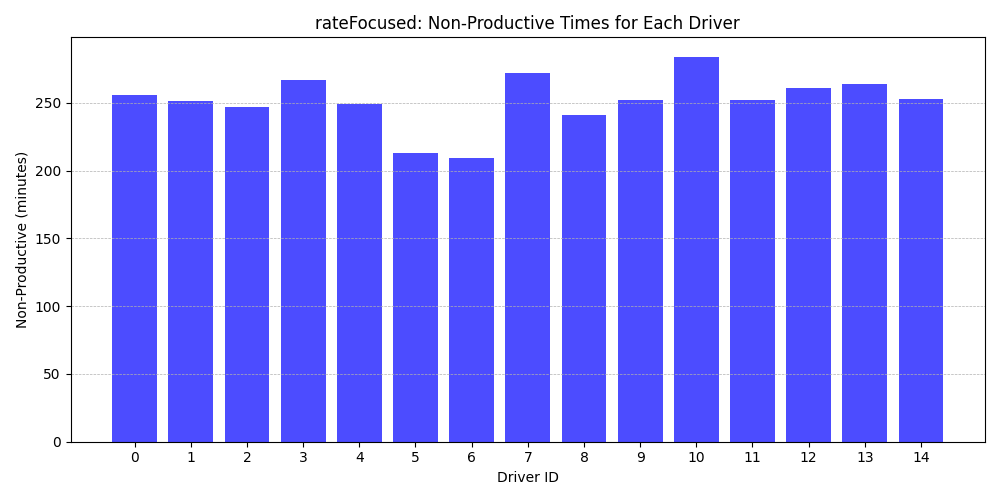 rateFocused: Non-Productive Times for Each Driver
Non-Productive (minutes)
250
200
150
100
50
0
0 1 2 3 4 5 6 7 8 9 10 11 12 13 14
Driver ID